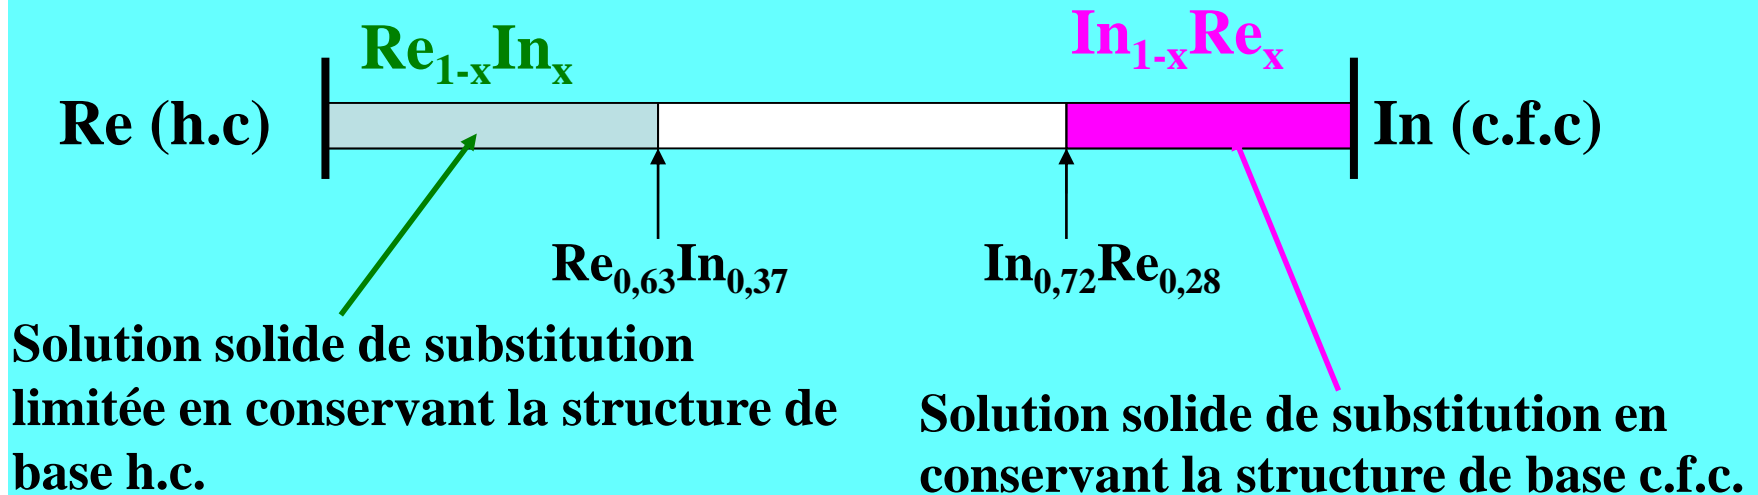 Re1-xInx
In1-xRex
Re (h.c)
In (c.f.c)
Re0,63In0,37
In0,72Re0,28
Solution solide de substitution
limitée en conservant la structure de
base h.c.
Solution solide de substitution en
conservant la structure de base c.f.c.